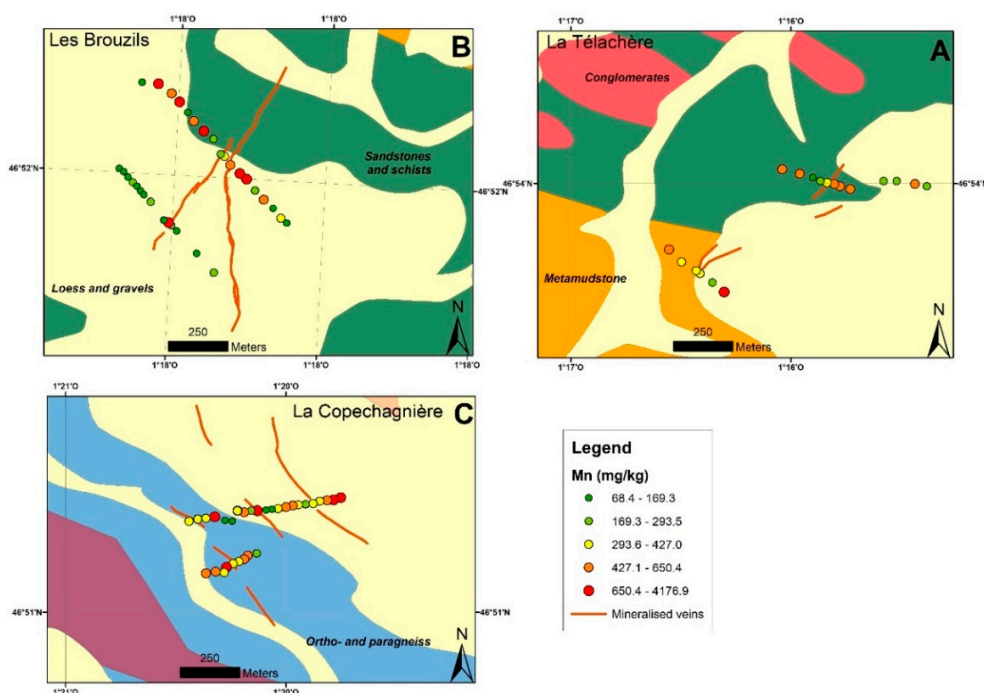 1°18'O
1°18'O
Les Brouzils
B
46°52'N
46°52'N
Sandstones
and schists
Loess and gravels
250
Meters
N
1°18'O
1°18'O
1°18'O
1°17'O
1°16'O
La Télachère
A
Conglomerates
46°54'N
46°54'N
Metamudstone
250
Meters
N
1°17'O
1°16'O
1°21'O
1°20'O
La Copechagnière
C
46°51'N
46°51'N
Ortho- and paragneiss
250
Meters
N
1°21'O
1°20'O
Legend
Mn (mg/kg)
68.4 - 169.3
169.3 - 293.5
293.6 - 427.0
427.1 - 650.4
650.4 - 4176.9
Mineralised veins